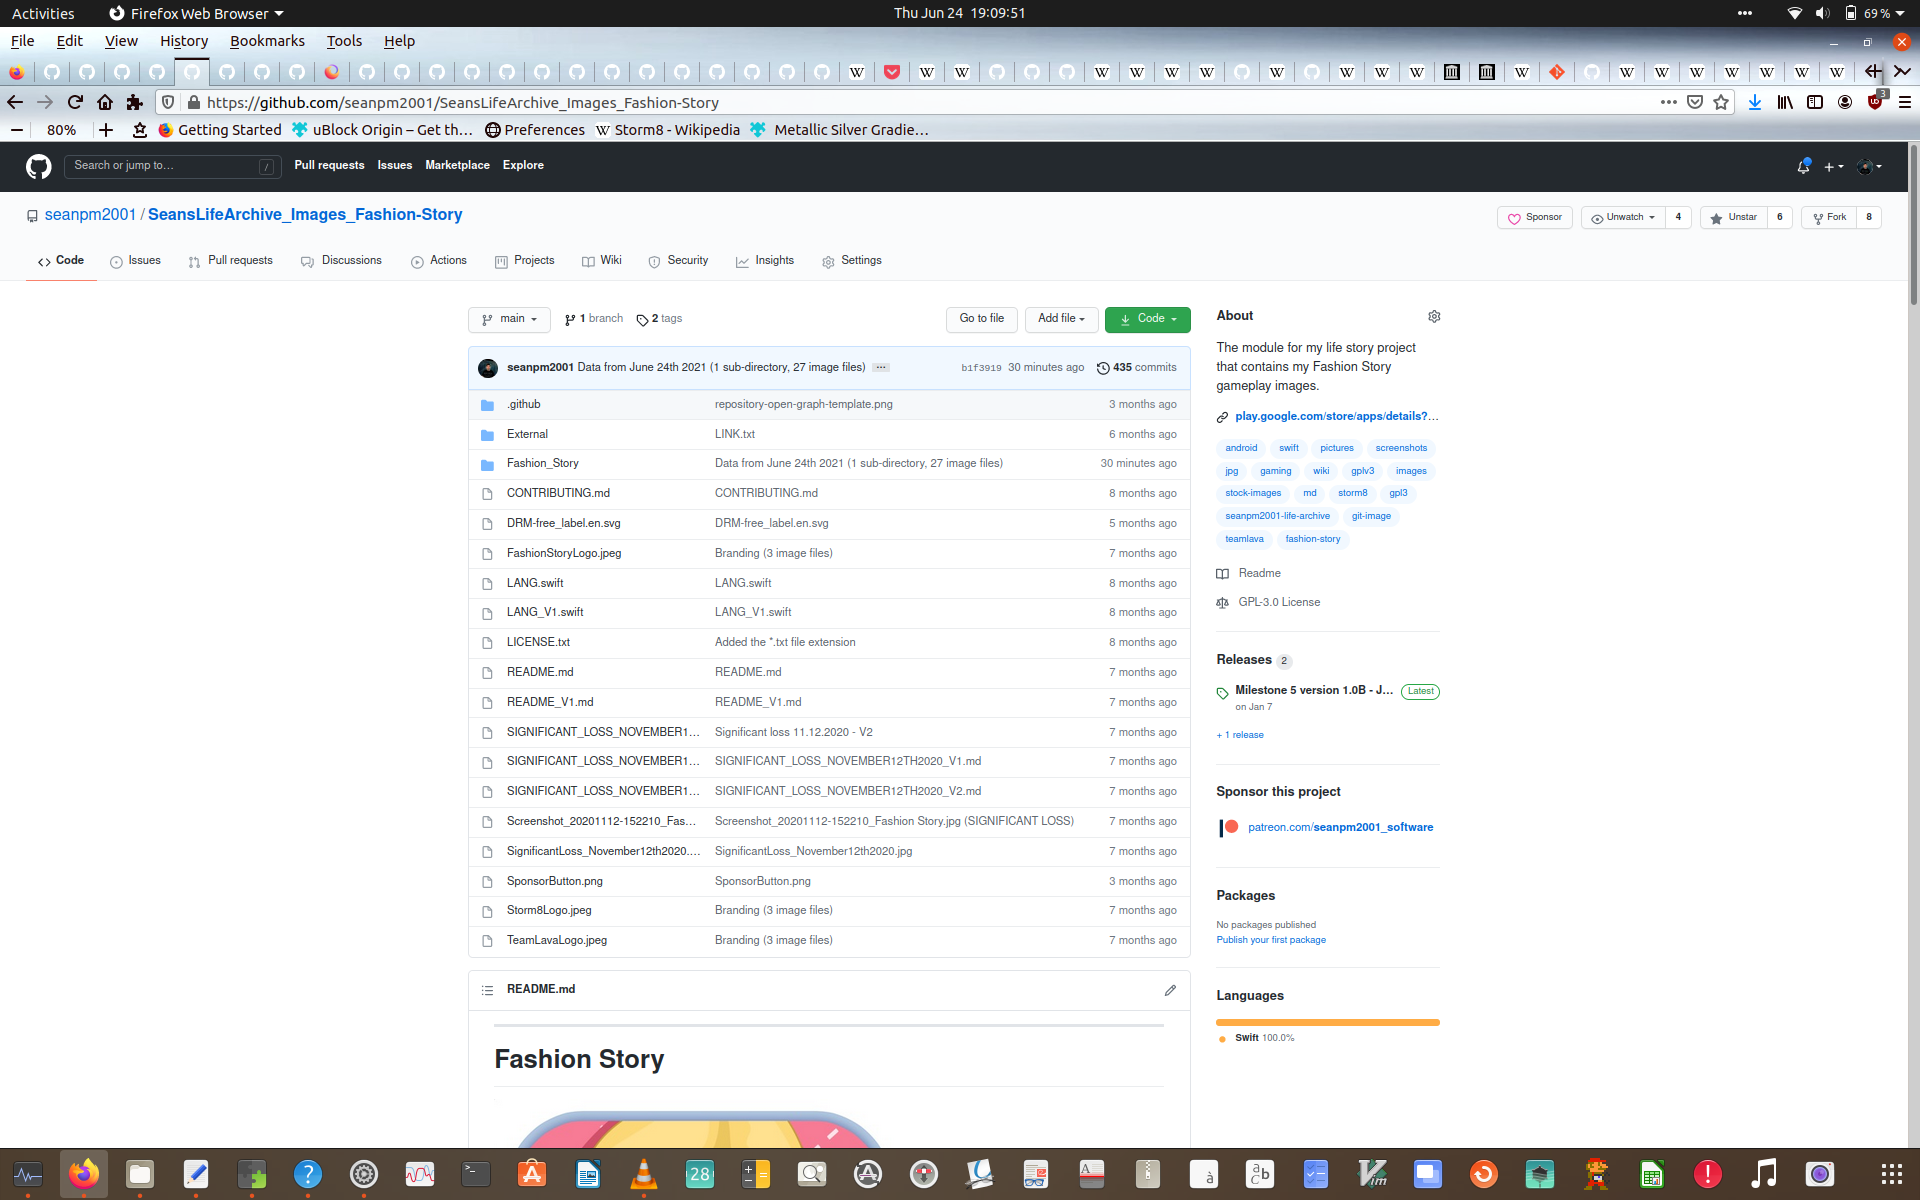 Activities Firefox Web Browser Thu Jun 24 19:09:51 69 %
File Edit View History Bookmarks Tools Help
https://github.com/seanpm2001/SeansLifeArchive_Images_Fashion-Story 3
80% Getting Started uBlock Origin – Get th… Preferences Storm8 - Wikipedia Metallic Silver Gradie…
Search or jump to… / Pull requests Issues Marketplace Explore
seanpm2001 / SeansLifeArchive_Images_Fashion-Story Sponsor Unwatch 4 Unstar 6 Fork 8
Code Issues Pull requests Discussions Actions Projects Wiki Security Insights Settings
main 1 branch 2 tags Go to file Add file Code
seanpm2001 Data from June 24th 2021 (1 sub-directory, 27 image files) ... b1f3919 30 minutes ago 435 commits
.github repository-open-graph-template.png 3 months ago
External LINK.txt 6 months ago
Fashion_Story Data from June 24th 2021 (1 sub-directory, 27 image files) 30 minutes ago
CONTRIBUTING.md CONTRIBUTING.md 8 months ago
DRM-free_label.en.svg DRM-free_label.en.svg 5 months ago
FashionStoryLogo.jpeg Branding (3 image files) 7 months ago
LANG.swift LANG.swift 8 months ago
LANG_V1.swift LANG_V1.swift 8 months ago
LICENSE.txt Added the *.txt file extension 8 months ago
README.md README.md 7 months ago
README_V1.md README_V1.md 7 months ago
SIGNIFICANT_LOSS_NOVEMBER1… Significant loss 11.12.2020 - V2 7 months ago
SIGNIFICANT_LOSS_NOVEMBER1… SIGNIFICANT_LOSS_NOVEMBER12TH2020_V1.md 7 months ago
SIGNIFICANT_LOSS_NOVEMBER1… SIGNIFICANT_LOSS_NOVEMBER12TH2020_V2.md 7 months ago
Screenshot_20201112-152210_Fas… Screenshot_20201112-152210_Fashion Story.jpg (SIGNIFICANT LOSS) 7 months ago
SignificantLoss_November12th2020.… SignificantLoss_November12th2020.jpg 7 months ago
SponsorButton.png SponsorButton.png 3 months ago
Storm8Logo.jpeg Branding (3 image files) 7 months ago
TeamLavaLogo.jpeg Branding (3 image files) 7 months ago
README.md
Fashion Story
About
The module for my life story project
that contains my Fashion Story
gameplay images.
play.google.com/store/apps/details?…
android swift pictures screenshots
jpg gaming wiki gplv3 images
stock-images md storm8 gpl3
seanpm2001-life-archive git-image
teamlava fashion-story
Readme
GPL-3.0 License
Releases 2
Milestone 5 version 1.0B - J… Latest
on Jan 7
+ 1 release
Sponsor this project
patreon.com/seanpm2001_software
Packages
No packages published
Publish your first package
Languages
Swift 100.0%
28